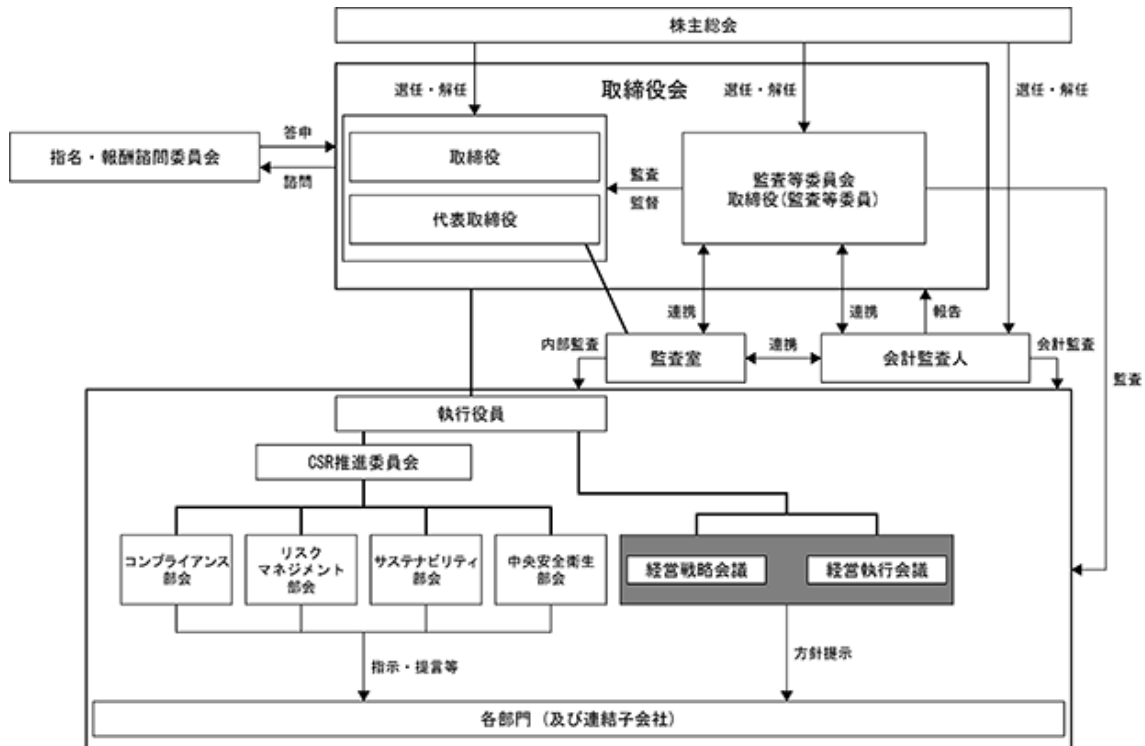 株主総会
選任・解任
選任・解任
選任・解任
取締役会
指名・報酬諮問委員会
答申
諮問
取締役
代表取締役
監査
監督
監査等委員会
取締役(監査等委員)
連携
連携
報告
内部監査
監査室
連携
会計監査人
会計監査
監査
執行役員
CSR推進委員会
コンプライアンス
部会
リスク
マネジメント
部会
サステナビリティ
部会
中央安全衛生
部会
経営戦略会議
経営執行会議
指示・提言等
方針提示
各部門（及び連結子会社）